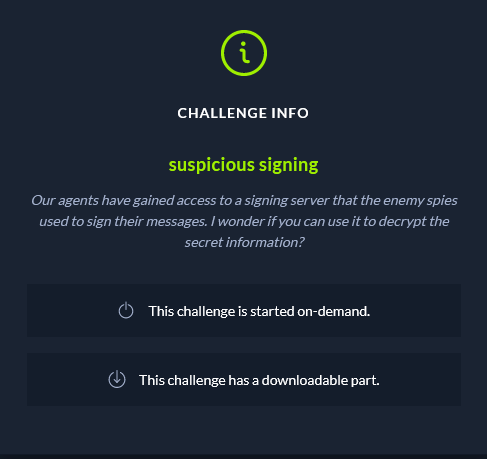 CHALLENGE INFO
suspicious signing
Our agents have gained access to a signing server that the enemy spies
used to sign their messages. I wonder if you can use it to decrypt the
secret information?
This challenge is started on-demand.
This challenge has a downloadable part.